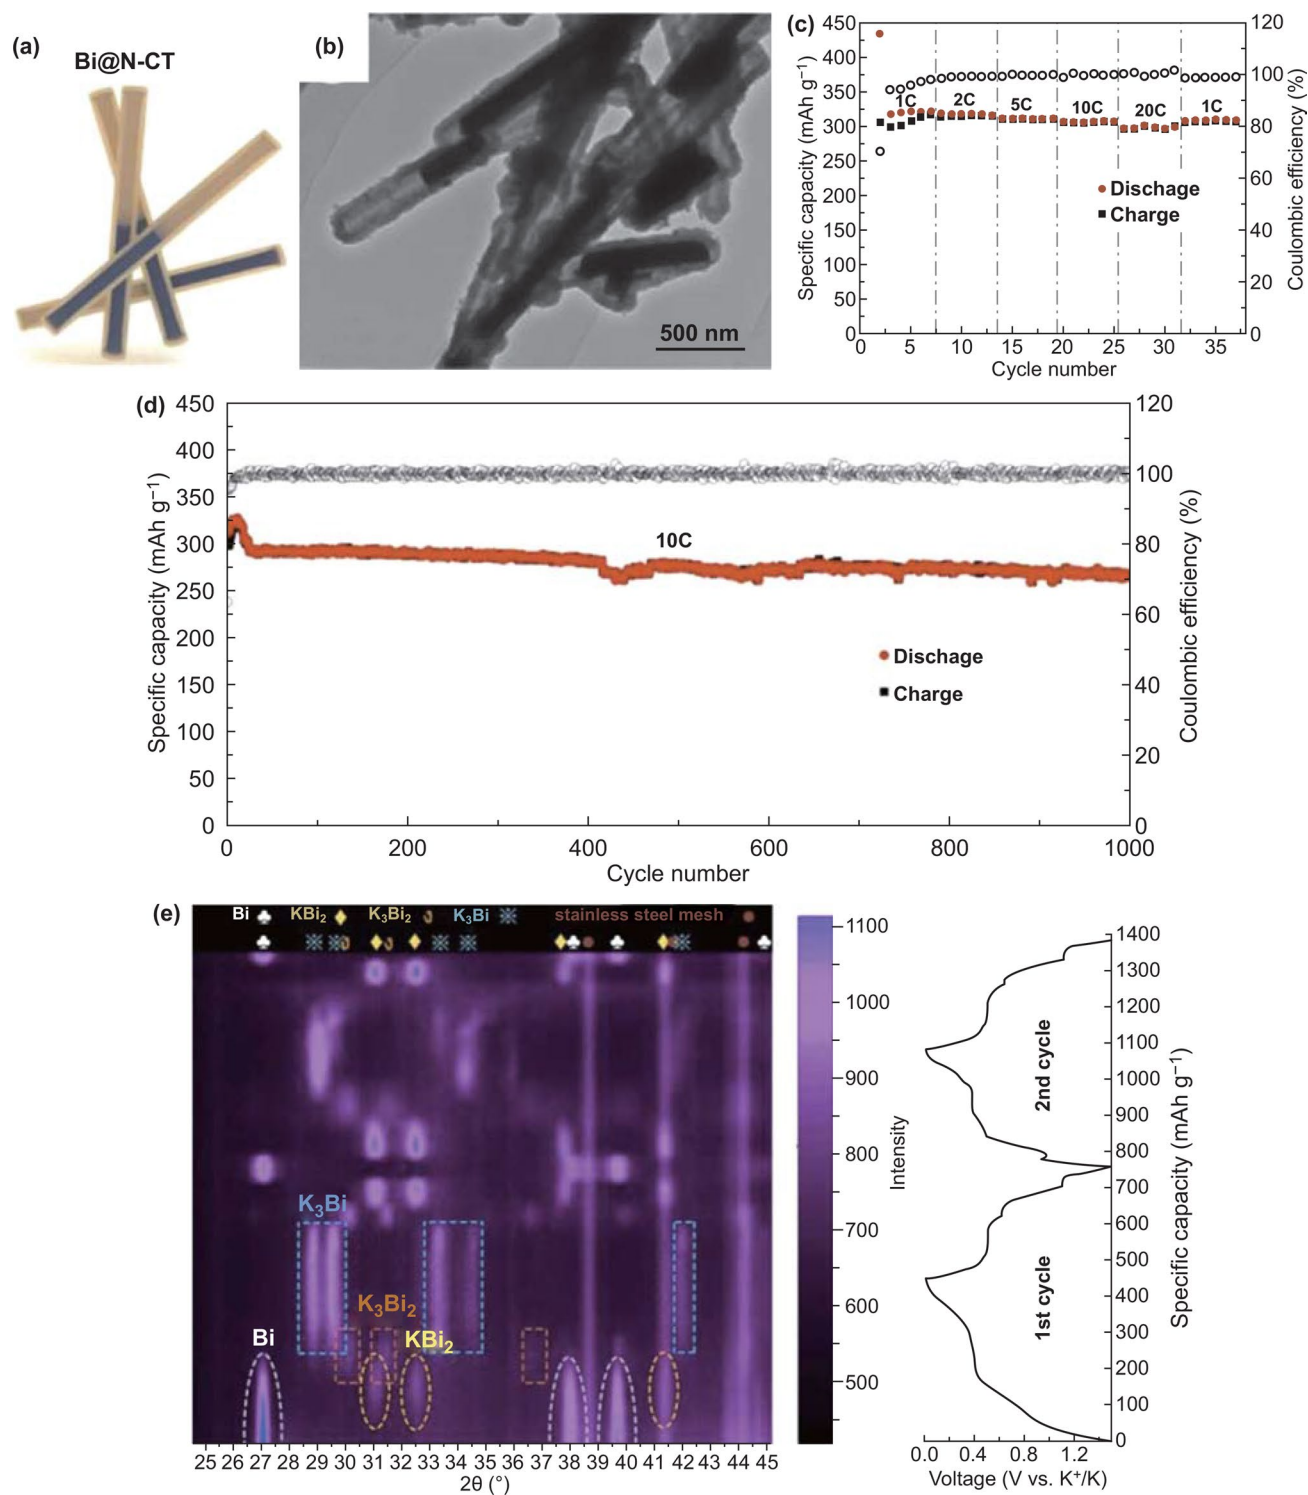 (a)
Bi@N-CT
(b)
500 nm
(c)
450
400
350
300
250
200
150
100
50
0
Specific capacity (mAh g⁻¹)
1C
2C
5C
10C
20C
1C
Dischage
Charge
120
100
80
60
40
20
0
Coulombic efficiency (%)
0 5 10 15 20 25 30 35
Cycle number
(d)
450
400
350
300
250
200
150
100
50
0
Specific capacity (mAh g⁻¹)
10C
Dischage
Charge
120
100
80
60
40
20
0
Coulombic efficiency (%)
0 200 400 600 800 1000
Cycle number
(e)
Bi KBi₂ K₃Bi₂ K₃Bi stainless steel mesh
K₃Bi
K₃Bi₂
Bi
KBi₂
25 26 27 28 29 30 31 32 33 34 35 36 37 38 39 40 41 42 43 44 45
2θ (°)
1100
1000
900
800
700
600
500
Intensity
2nd cycle
1st cycle
1400
1300
1200
1100
1000
900
800
700
600
500
400
300
200
100
0
Specific capacity (mAh g⁻¹)
0.0 0.4 0.8 1.2
Voltage (V vs. K⁺/K)